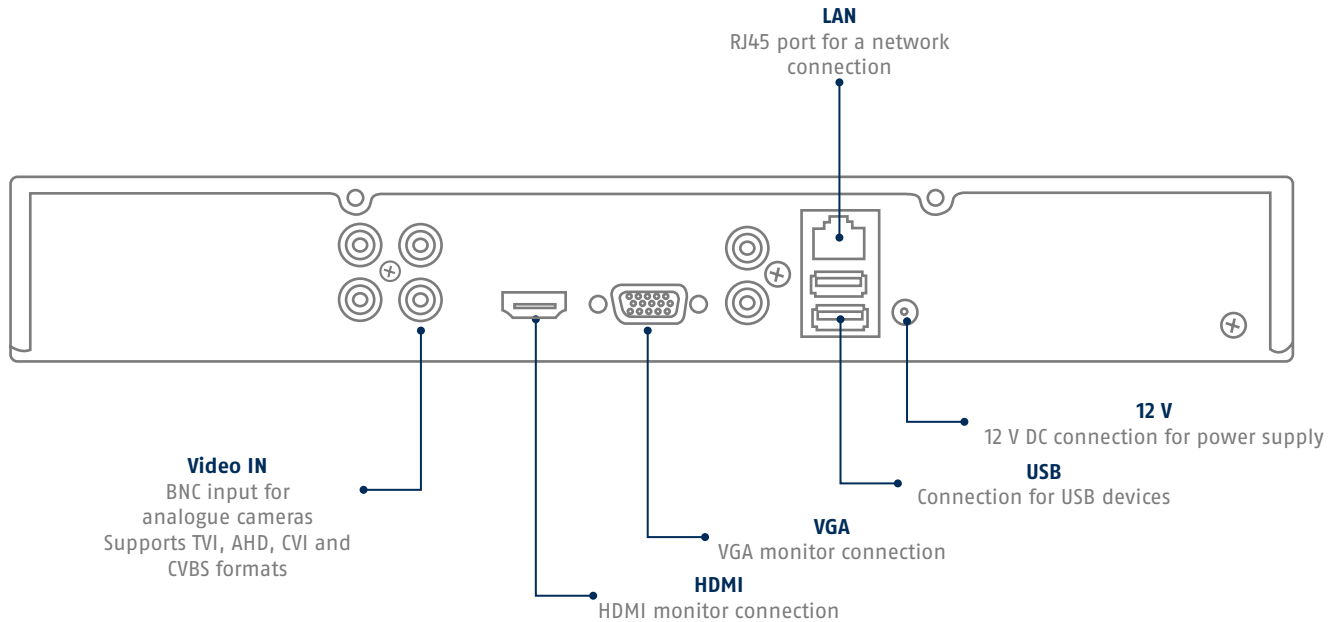 LAN
RJ45 port for a network
connection
12 V
12 V DC connection for power supply
Video IN
BNC input for
analogue cameras
Supports TVI, AHD, CVI and
CVBS formats
USB
Connection for USB devices
VGA
VGA monitor connection
HDMI
HDMI monitor connection